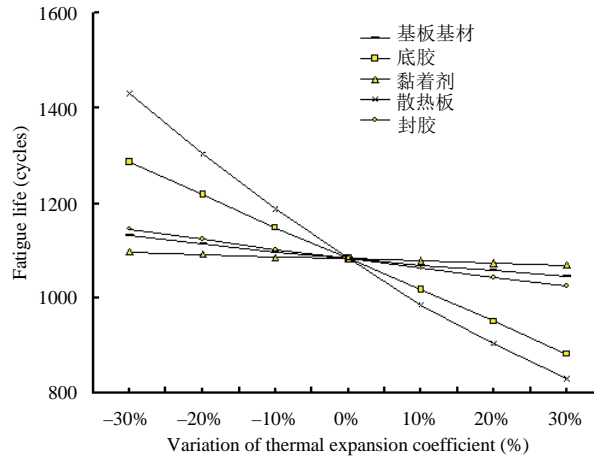 1600
1400
1200
1000
800
Fatigue life (cycles)
基板基材
底胶
黏着剂
散热板
封胶
–30% –20% –10% 0% 10% 20% 30%
Variation of thermal expansion coefficient (%)